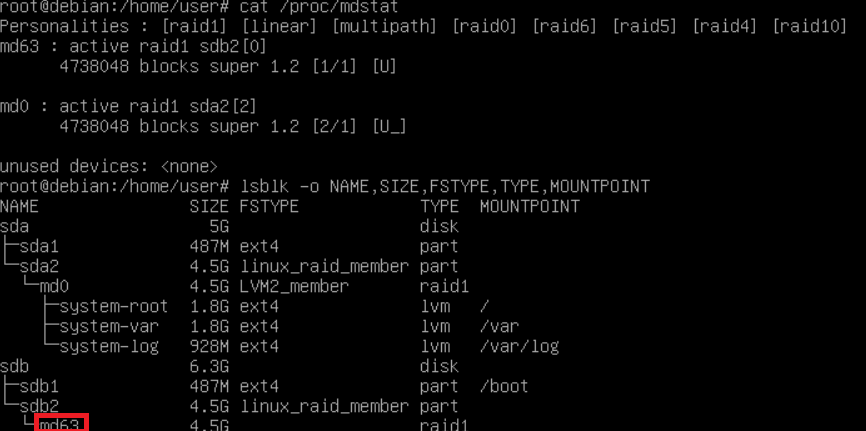 root@debian:/home/user# cat /proc/mdstat
Personalities : [raid1] [linear] [multipath] [raid0] [raid6] [raid5] [raid4] [raid10]
md63 : active raid1 sdb2[0]
      4738048 blocks super 1.2 [1/1] [U]

md0 : active raid1 sda2[2]
      4738048 blocks super 1.2 [2/1] [U_]

unused devices: <none>
root@debian:/home/user# lsblk -o NAME,SIZE,FSTYPE,TYPE,MOUNTPOINT
NAME               SIZE FSTYPE            TYPE  MOUNTPOINT
sda                  5G                   disk
├─sda1             487M ext4              part
└─sda2             4.5G linux_raid_member part
  └─md0            4.5G LVM2_member       raid1
    ├─system-root  1.8G ext4              lvm   /
    ├─system-var   1.8G ext4              lvm   /var
    └─system-log   928M ext4              lvm   /var/log
sdb                6.3G                   disk
├─sdb1             487M ext4              part  /boot
└─sdb2             4.5G linux_raid_member part
  └─md63           4.5G                   raid1